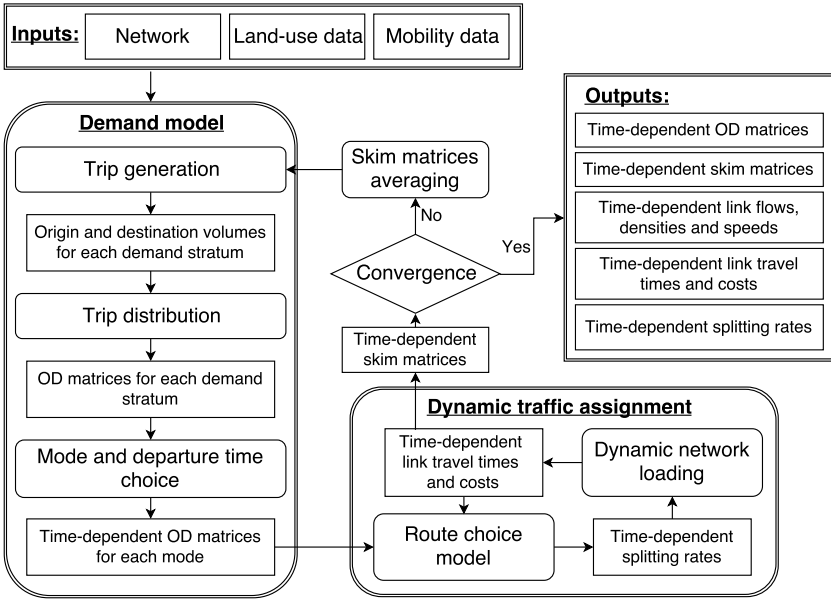 Inputs:
Network
Land-use data
Mobility data
Demand model
Trip generation
Origin and destination volumes
for each demand stratum
Trip distribution
OD matrices for each demand
stratum
Mode and departure time
choice
Time-dependent OD matrices
for each mode
Skim matrices
averaging
No
Convergence
Yes
Time-dependent
skim matrices
Dynamic traffic assignment
Time-dependent
link travel times
and costs
Dynamic network
loading
Route choice
model
Time-dependent
splitting rates
Outputs:
Time-dependent OD matrices
Time-dependent skim matrices
Time-dependent link flows,
densities and speeds
Time-dependent link travel
times and costs
Time-dependent splitting rates